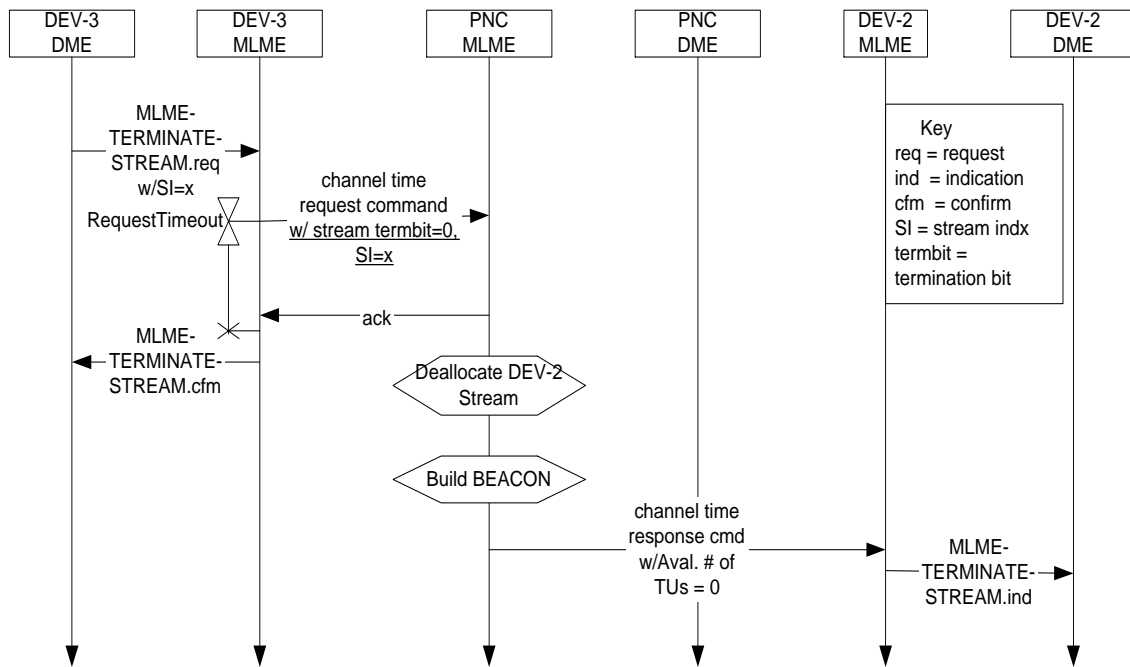 DEV-3
DME
DEV-3
MLME
PNC
MLME
PNC
DME
DEV-2
MLME
DEV-2
DME
MLME-
TERMINATE-
STREAM.req
w/SI=x
Key
req = request
ind = indication
cfm = confirm
SI = stream indx
termbit =
termination bit
RequestTimeout
channel time
request command
w/ stream termbit=0,
SI=x
ack
MLME-
TERMINATE-
STREAM.cfm
Deallocate DEV-2
Stream
Build BEACON
channel time
response cmd
w/Aval. # of
TUs = 0
MLME-
TERMINATE-
STREAM.ind